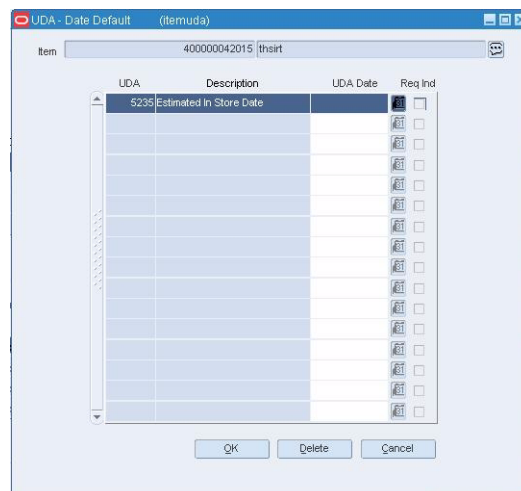 UDA - Date Default (itemuda)
Item 400000042015 thsirt
UDA Description UDA Date Req Ind
5235 Estimated In Store Date
OK Delete Cancel